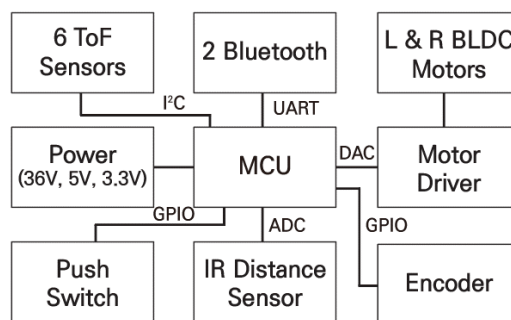 6 ToF
Sensors
2 Bluetooth
L & R BLDC
Motors
I²C
UART
Power
(36V, 5V, 3.3V)
MCU
DAC
Motor
Driver
GPIO
ADC
GPIO
Push
Switch
IR Distance
Sensor
Encoder